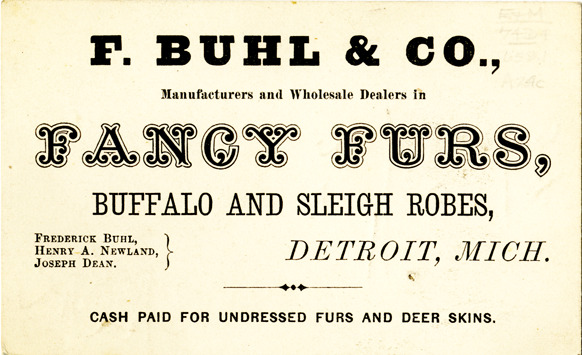 F. BUHL & CO.,
Manufacturers and Wholesale Dealers in
FANCY FURS,
BUFFALO AND SLEIGH ROBES,
FREDERICK BUHL,
HENRY A. NEWLAND,
JOSEPH DEAN.
DETROIT, MICH.
CASH PAID FOR UNDRESSED FURS AND DEER SKINS.